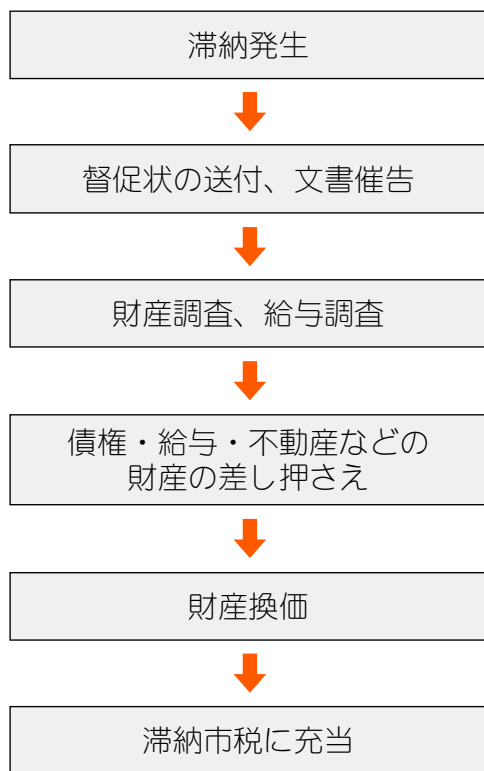 滞納発生
督促状の送付、文書催告
財産調査、給与調査
債権・給与・不動産などの
財産の差し押さえ
財産換価
滞納市税に充当